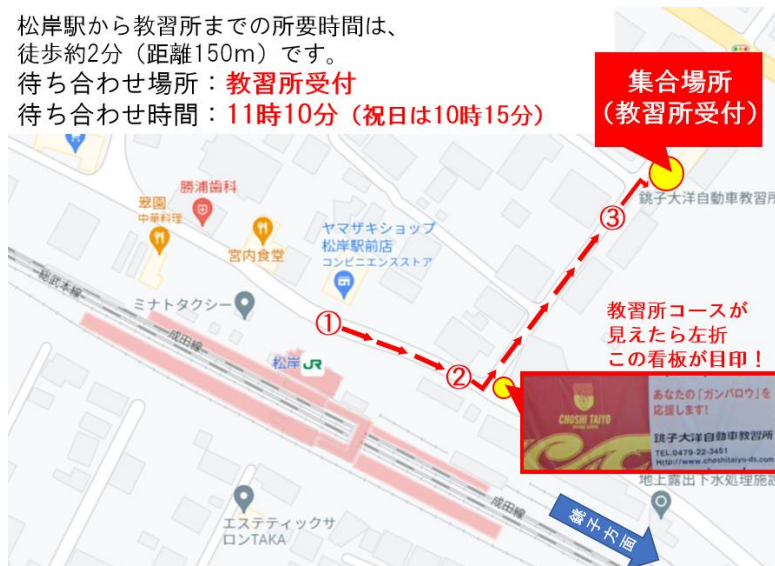 松岸駅から教習所までの所要時間は、
徒歩約2分（距離150m）です。
待ち合わせ場所：教習所受付
待ち合わせ時間：11時10分（祝日は10時15分）
集合場所
（教習所受付）
銚子大洋自動車教習所
勝浦歯科
翠園
中華料理
宮内食堂
ヤマザキショップ
松岸駅前店
コンビニエンスストア
③
総武本線
ミナトタクシー
成田線
①
松岸 JR
②
教習所コースが
見えたら左折
この看板が目印！
CHOSHI TAIYO
あなたの「ガンバロウ」を
応援します！
銚子大洋自動車教習所
TEL.0479-22-3451
Http://www.choshitaiyo-ds.com
地上露出下水処理施設
成田線
エステティックサ
ロンTAKA
銚子方面